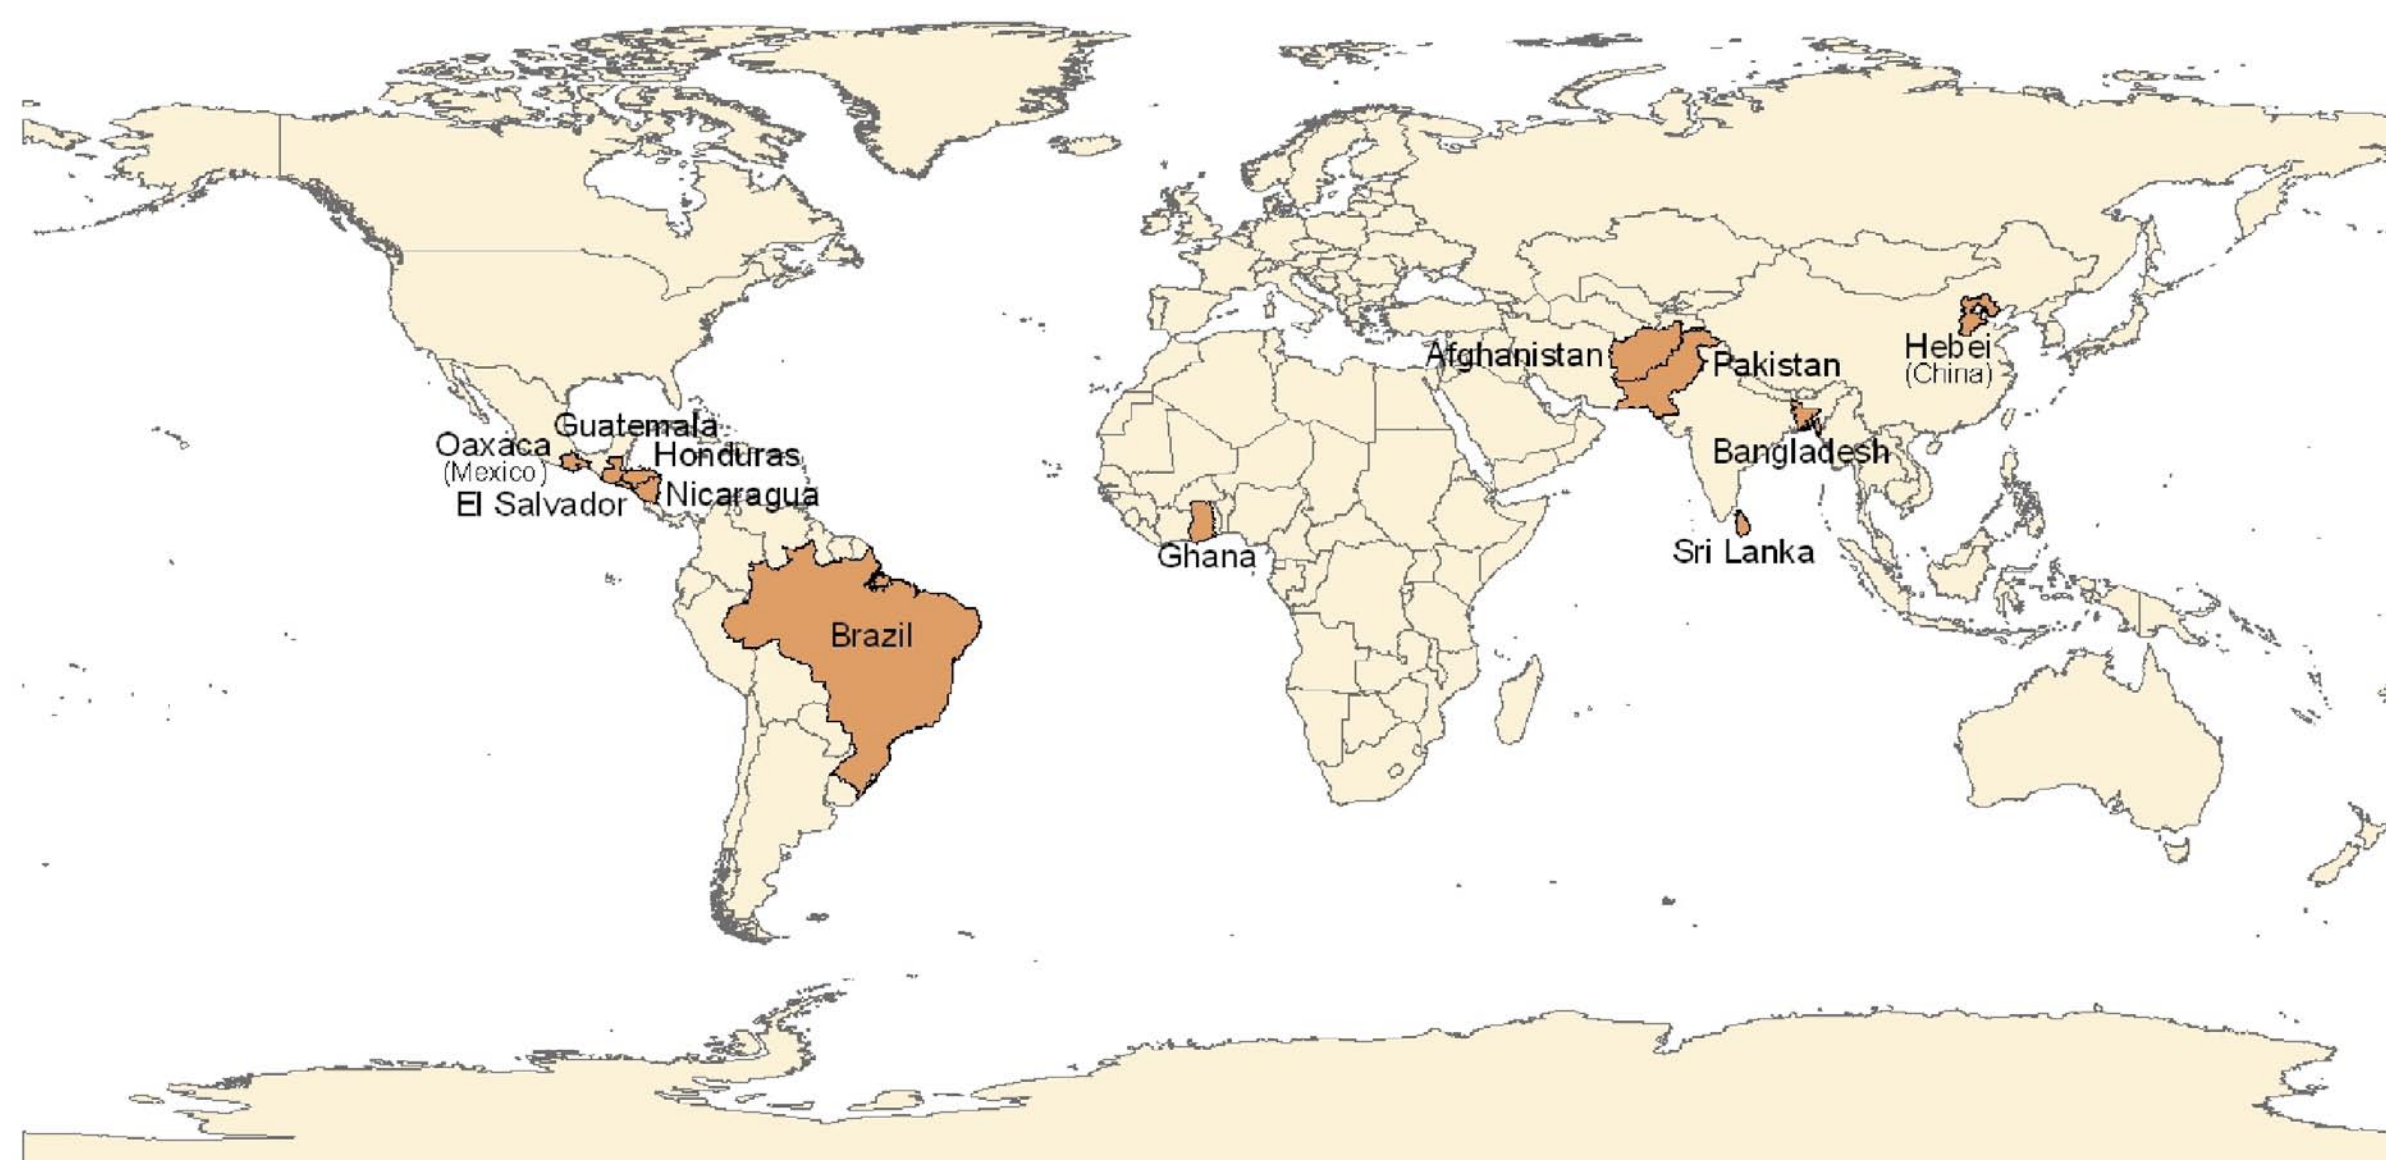 Guatemala
Oaxaca
(Mexico)
Honduras
El Salvador
Nicaragua
Brazil
Ghana
Afghanistan
Pakistan
Hebei
(China)
Bangladesh
Sri Lanka